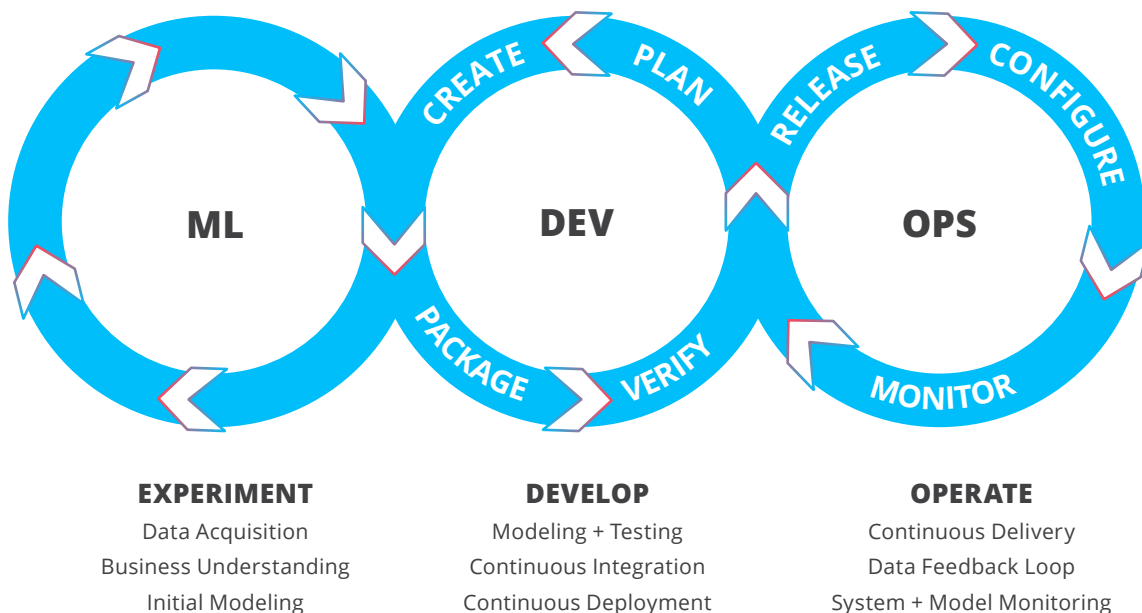 CREATE
PLAN
RELEASE
CONFIGURE
ML
DEV
OPS
PACKAGE
VERIFY
MONITOR
EXPERIMENT
Data Acquisition
Business Understanding
Initial Modeling
DEVELOP
Modeling + Testing
Continuous Integration
Continuous Deployment
OPERATE
Continuous Delivery
Data Feedback Loop
System + Model Monitoring